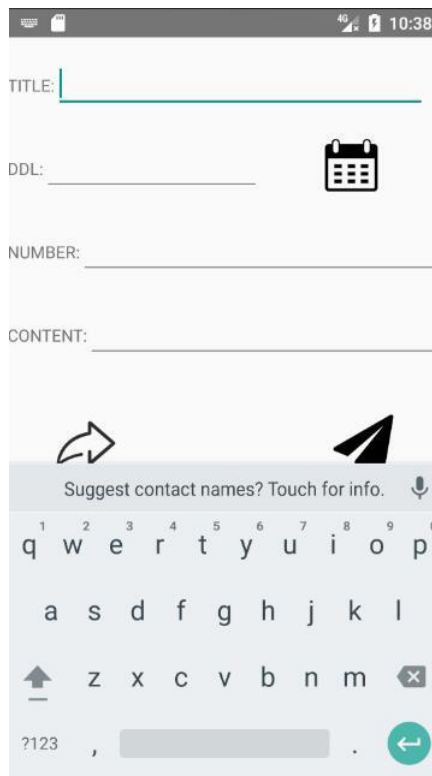 4G 10:38
TITLE:
DDL:
NUMBER:
CONTENT:
Suggest contact names? Touch for info.
1 2 3 4 5 6 7 8 9
q w e r t y u i o p
a s d f g h j k l
z x c v b n m
?123 , .